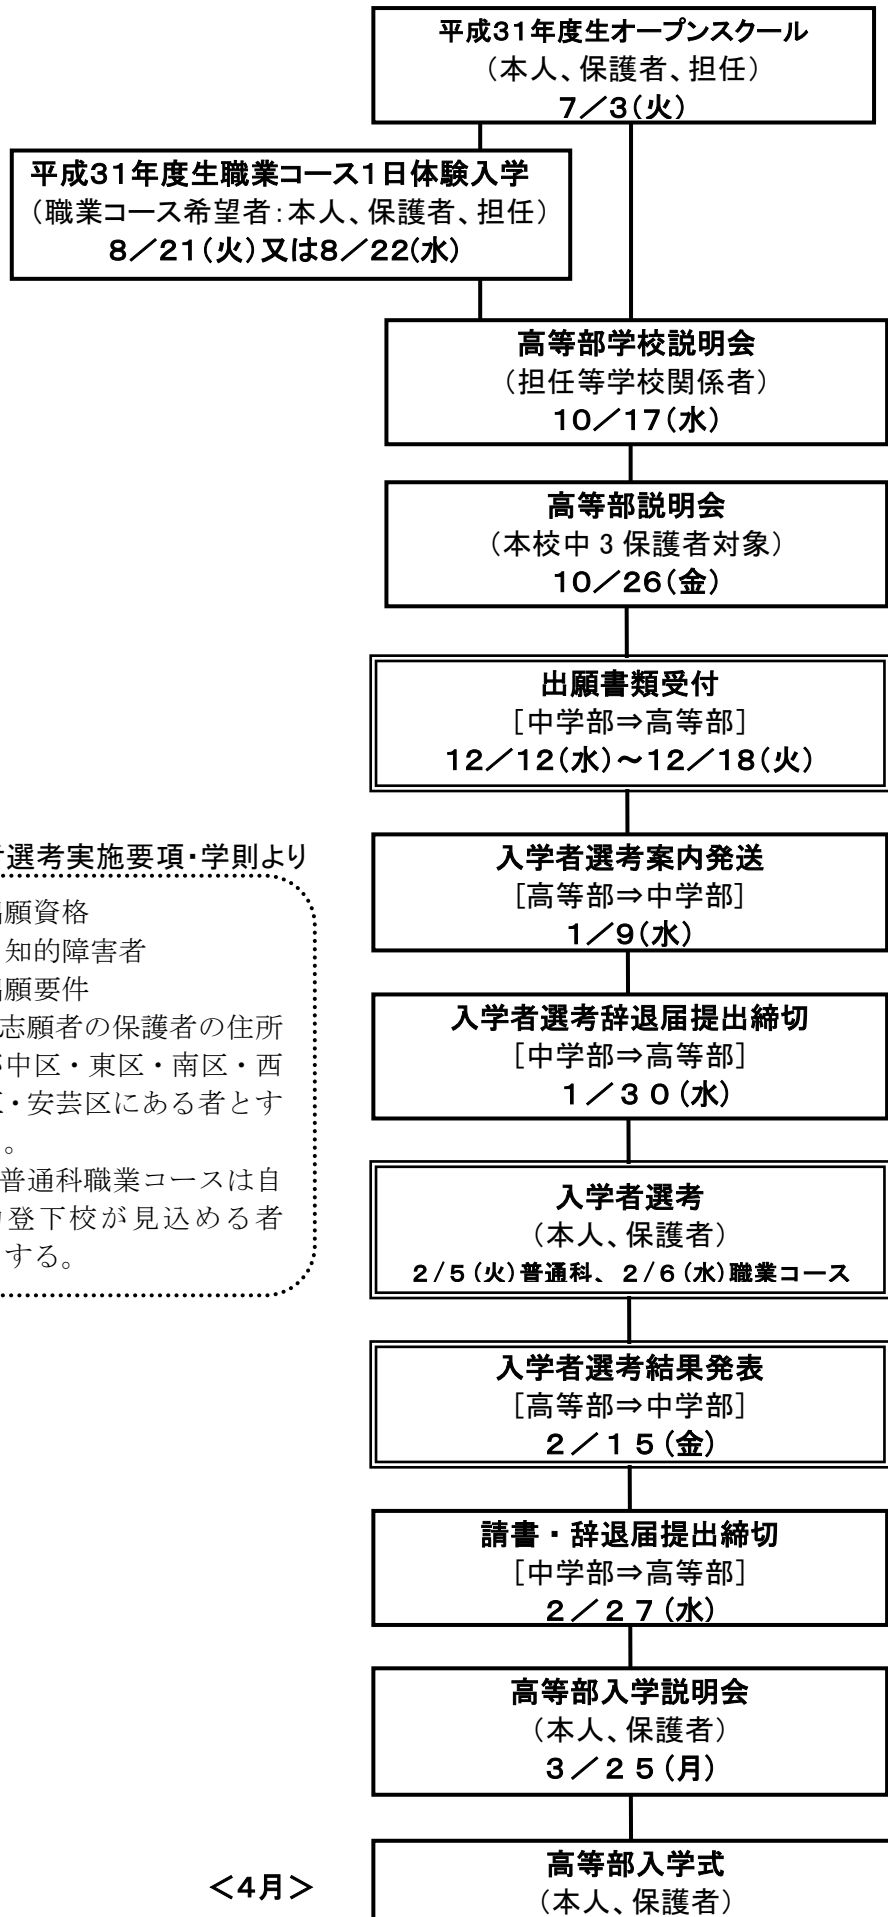 平成31年度生オープンスクール
（本人、保護者、担任）
7／3（火）
平成31年度生職業コース1日体験入学
（職業コース希望者：本人、保護者、担任）
8／21（火）又は8／22（水）
高等部学校説明会
（担任等学校関係者）
10／17（水）
高等部説明会
（本校中3保護者対象）
10／26（金）
出願書類受付
［中学部⇒高等部］
12／12（水）～12／18（火）
選考実施要項・学則より
願資格
知的障害者
願要件
志願者の保護者の住所
中区・東区・南区・西
・安芸区にある者とす
。
普通科職業コースは自
登下校が見込める者
する。
入学者選考案内発送
［高等部⇒中学部］
1／9（水）
入学者選考辞退届提出締切
［中学部⇒高等部］
1／30（水）
入学者選考
（本人、保護者）
2/5（火）普通科、2/6（水）職業コース
入学者選考結果発表
［高等部⇒中学部］
2／15（金）
請書・辞退届提出締切
［中学部⇒高等部］
2／27（水）
高等部入学説明会
（本人、保護者）
3／25（月）
＜4月＞
高等部入学式
（本人、保護者）